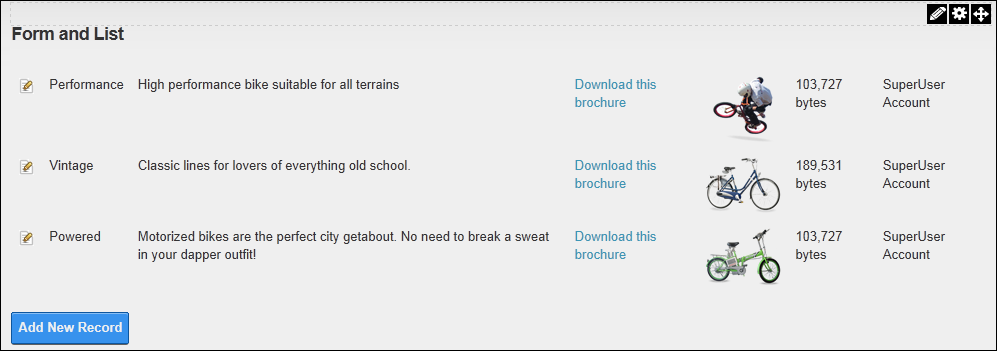 Form and List
Performance High performance bike suitable for all terrains Download this 103,727 SuperUser
brochure bytes Account
Vintage Classic lines for lovers of everything old school. Download this 189,531 SuperUser
brochure bytes Account
Powered Motorized bikes are the perfect city getabout. No need to break a sweat Download this 103,727 SuperUser
in your dapper outfit! brochure bytes Account
Add New Record